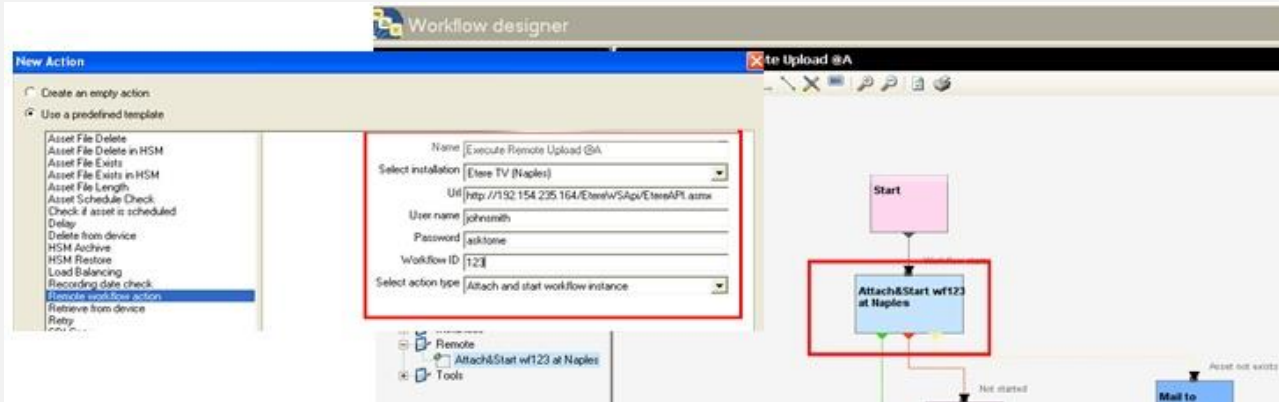 Workflow designer
New Action
te Upload @A
Create an empty action
Use a predefined template
Asset File Delete
Asset File Delete in HSM
Asset File Exists
Asset File Exists in HSM
Asset File Length
Asset Schedule Check
Check if asset is scheduled
Delay
Delete from device
HSM Archive
HSM Restore
Load Balancing
Recording date check
Remote workflow action
Retrieve from device
Retry
Name Execute Remote Upload @A
Select installation Etere TV (Naples)
Url http://192.154.235.164/EtereWSApi/EtereAPI.asmx
User name johnsmith
Password asktome
Workflow ID 123
Select action type Attach and start workflow instance
Remote
Attach&Start wf123 at Naples
Tools
Start
Workflow start
Attach&Start wf123
at Naples
Not started
Asset not exists
Mail to